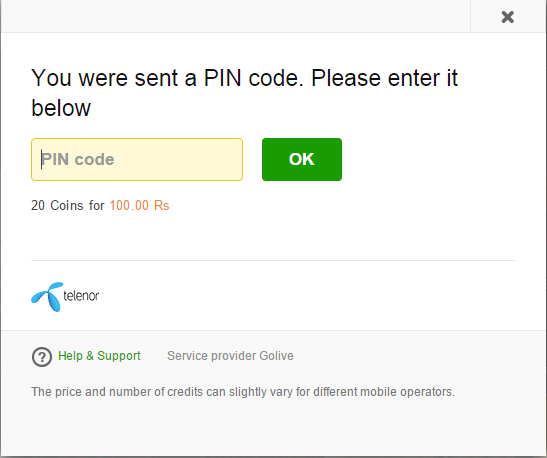 You were sent a PIN code. Please enter it
below
PIN code
OK
20 Coins for 100.00 Rs
telenor
Help & Support
Service provider Golive
The price and number of credits can slightly vary for different mobile operators.